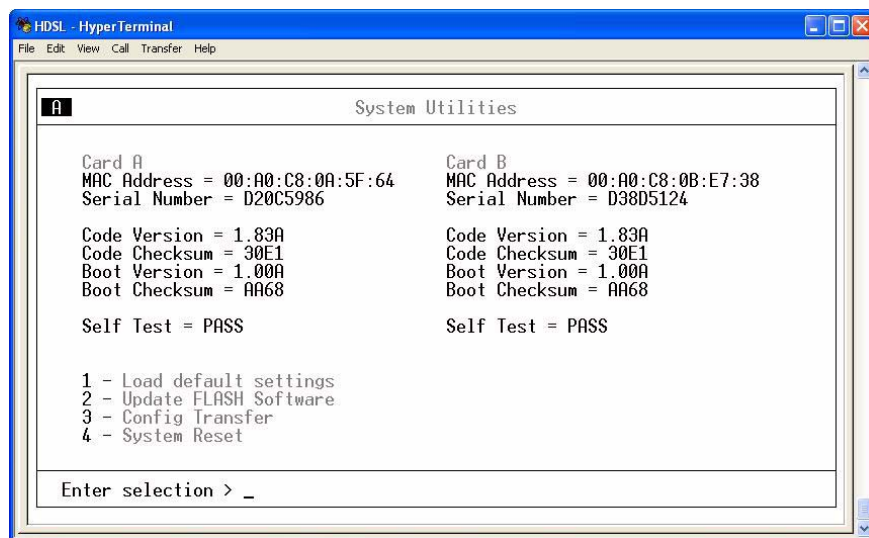 HDSL - HyperTerminal
File Edit View Call Transfer Help
A System Utilities
Card A
MAC Address = 00:A0:C8:0A:5F:64
Serial Number = D20C5986
Code Version = 1.83A
Code Checksum = 30E1
Boot Version = 1.00A
Boot Checksum = AA68
Self Test = PASS
Card B
MAC Address = 00:A0:C8:0B:E7:38
Serial Number = D38D5124
Code Version = 1.83A
Code Checksum = 30E1
Boot Version = 1.00A
Boot Checksum = AA68
Self Test = PASS
1 - Load default settings
2 - Update FLASH Software
3 - Config Transfer
4 - System Reset
Enter selection > _